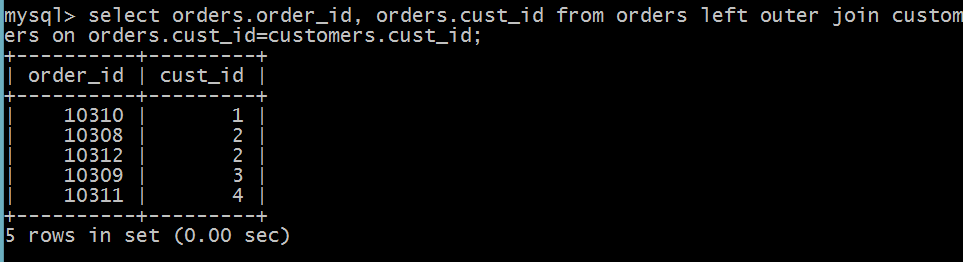 mysql> select orders.order_id, orders.cust_id from orders left outer join custom
ers on orders.cust_id=customers.cust_id;
+----------+---------+
| order_id | cust_id |
+----------+---------+
|    10310 |       1 |
|    10308 |       2 |
|    10312 |       2 |
|    10309 |       3 |
|    10311 |       4 |
+----------+---------+
5 rows in set (0.00 sec)